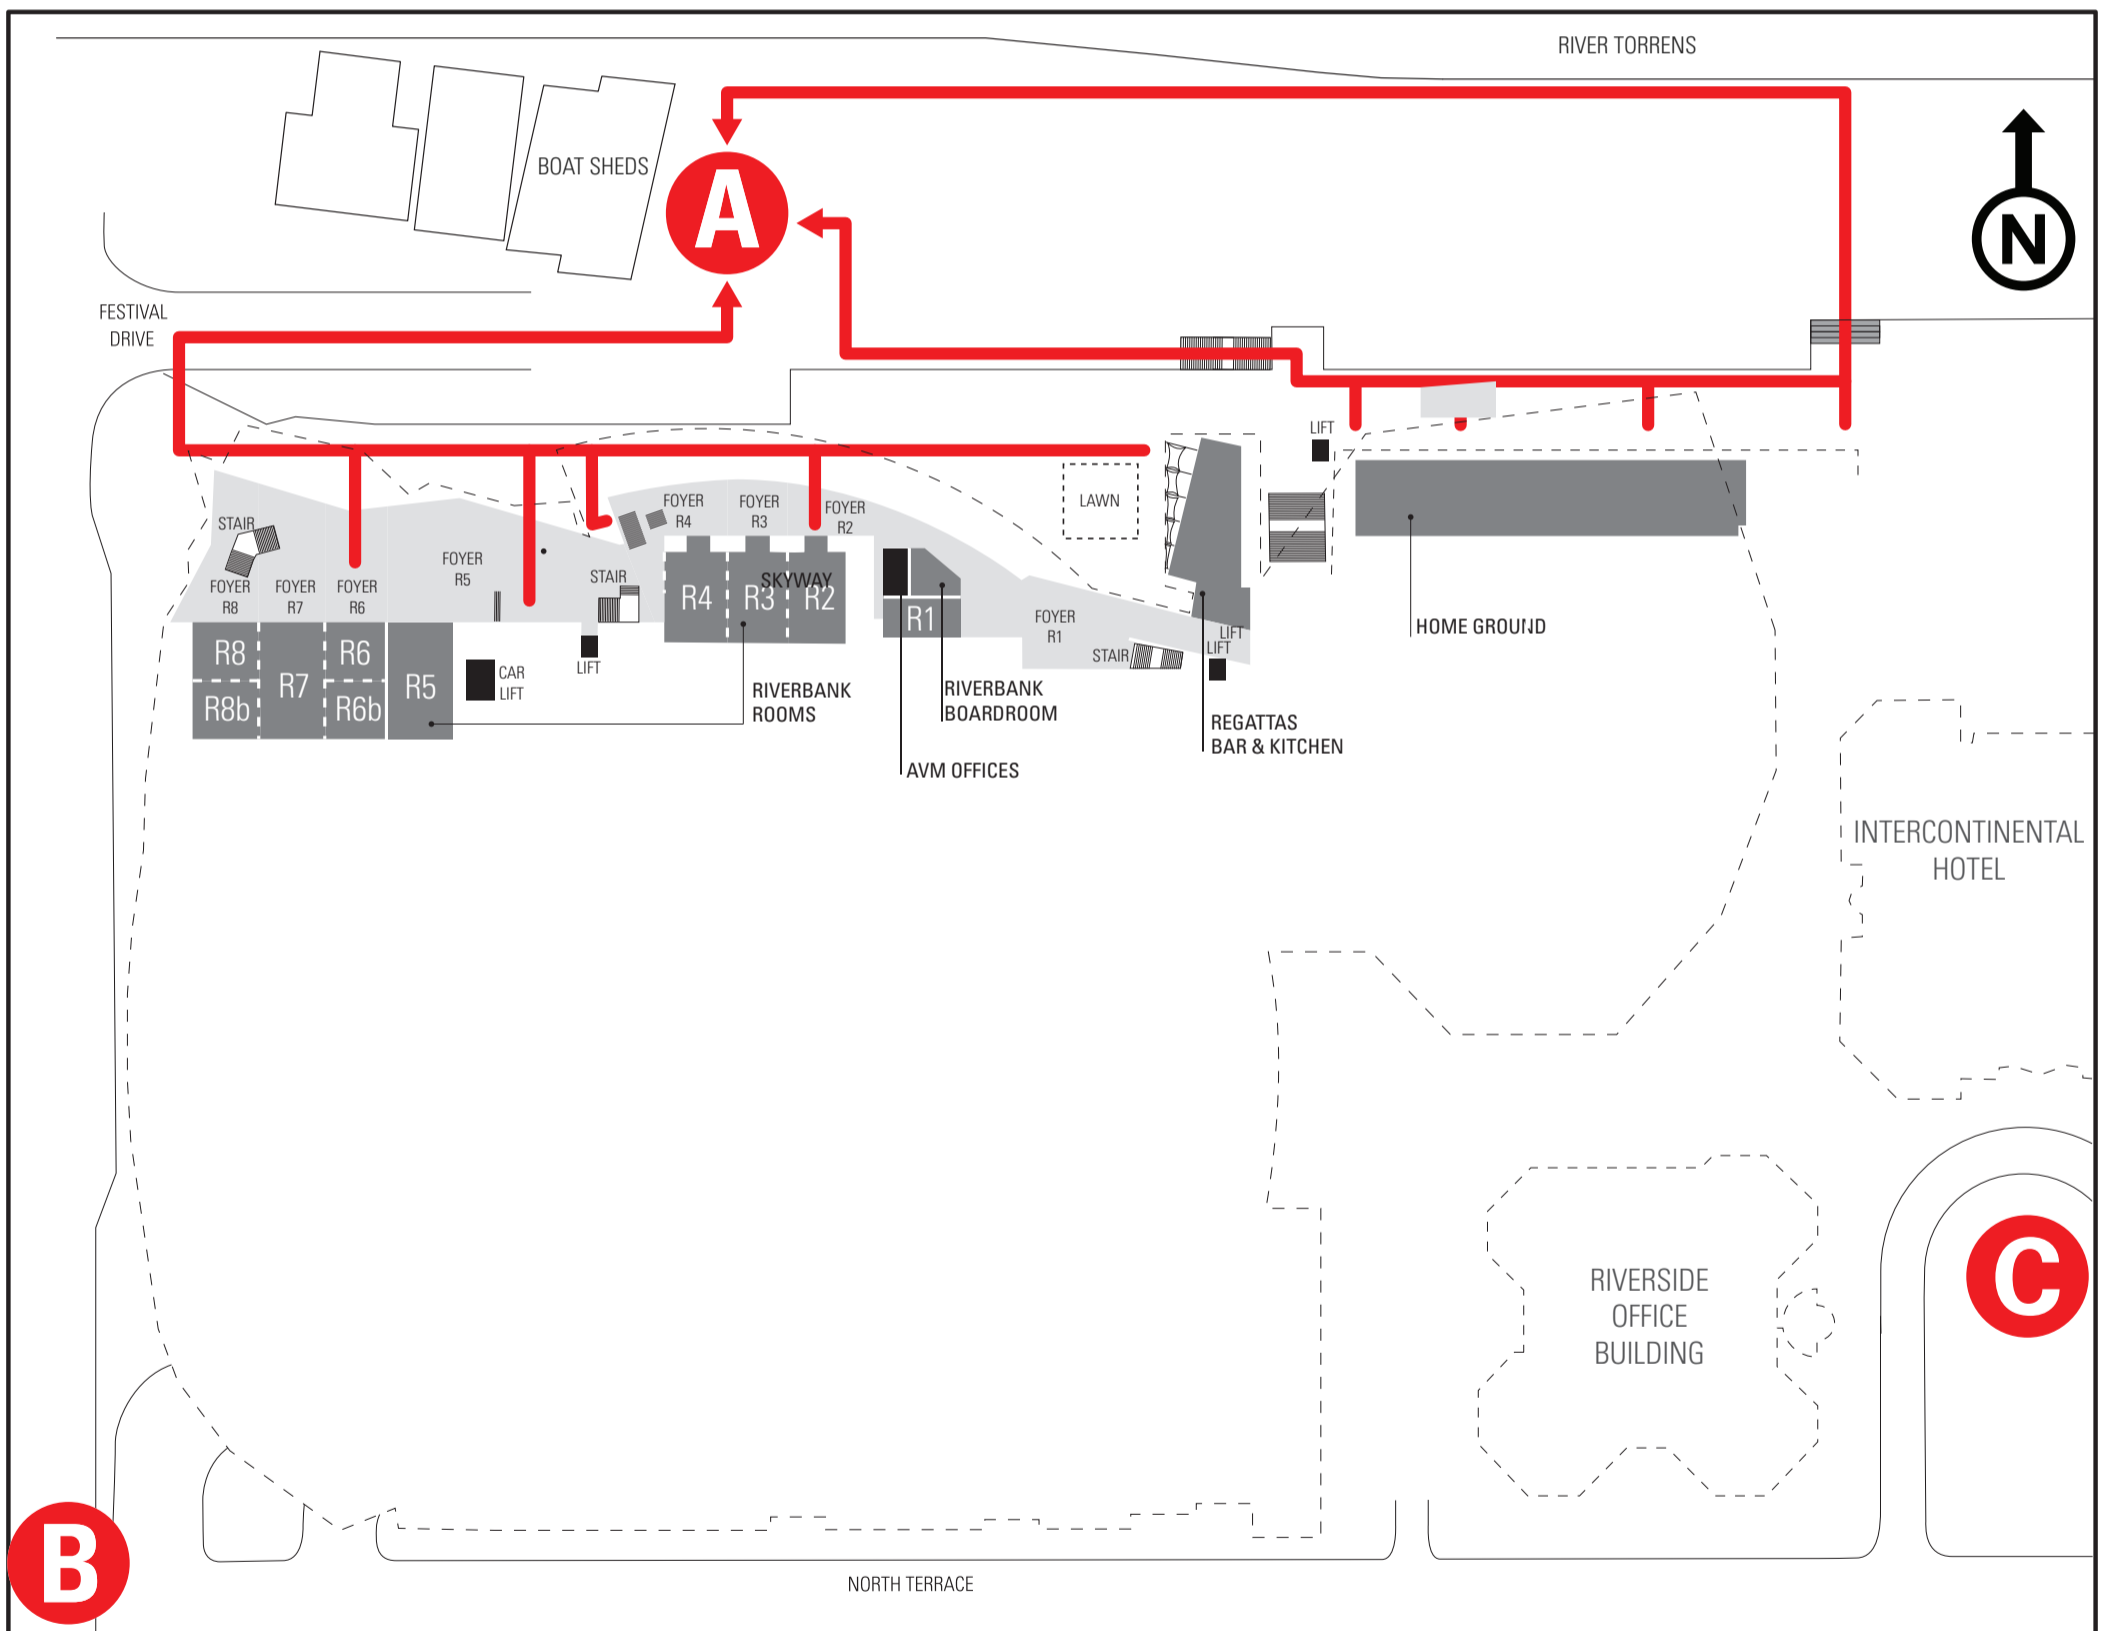 RIVER TORRENS
BOAT SHEDS
A
N
FESTIVAL
DRIVE
LIFT
LAWN
FOYER
R4
FOYER
R3
FOYER
R2
STAIR
FOYER
R5
STAIR
SKYWAY
FOYER
R8
FOYER
R7
FOYER
R6
R4
R3
R2
R1
FOYER
R1
HOME GROUND
LIFT
LIFT
STAIR
R8
R7
R6
R5
R8b
R6b
CAR
LIFT
LIFT
RIVERBANK
ROOMS
RIVERBANK
BOARDROOM
REGATTAS
BAR & KITCHEN
AVM OFFICES
INTERCONTINENTAL
HOTEL
C
RIVERSIDE
OFFICE
BUILDING
B
NORTH TERRACE